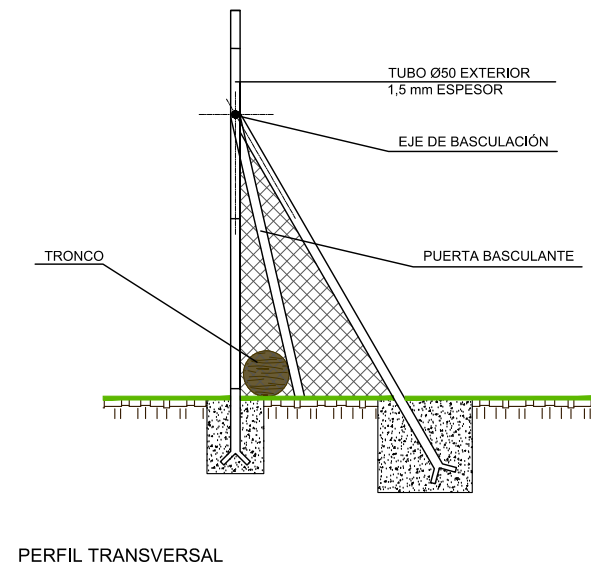 TUBO Ø50 EXTERIOR
1,5 mm ESPESOR
EJE DE BASCULACIÓN
TRONCO
PUERTA BASCULANTE
PERFIL TRANSVERSAL